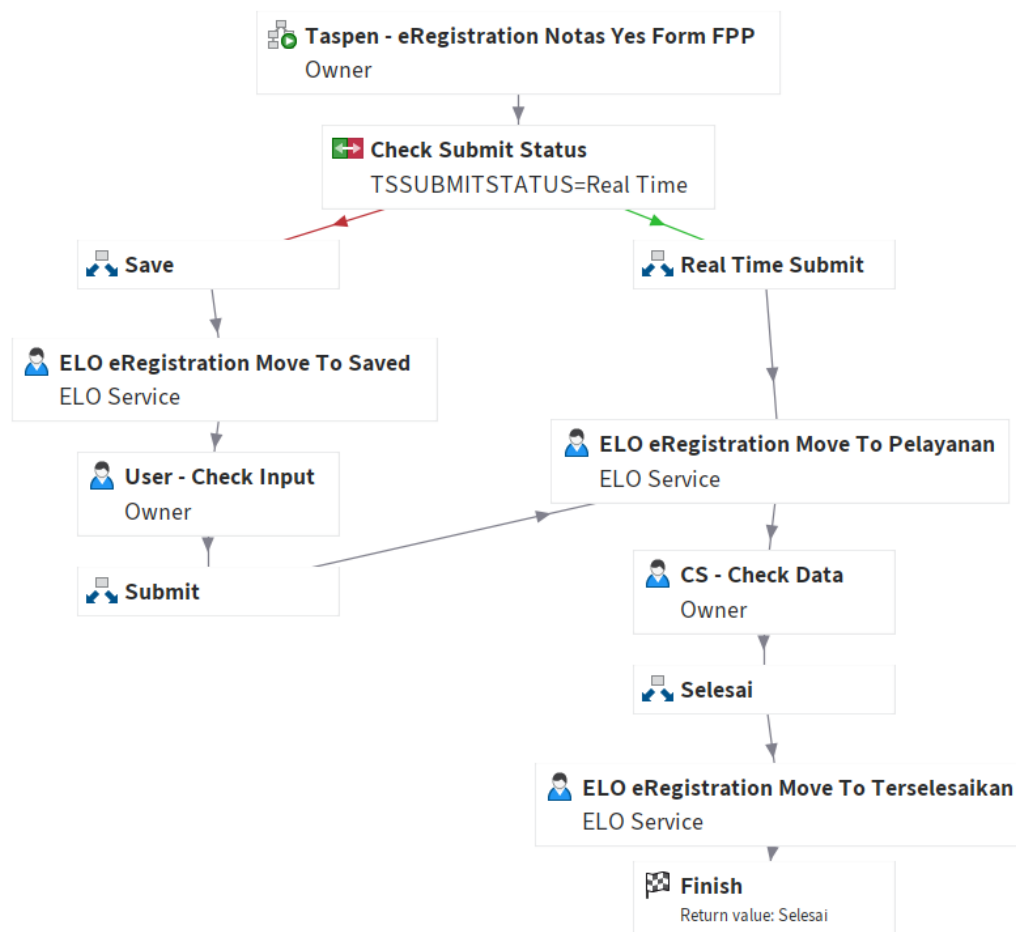 Taspen - eRegistration Notas Yes Form FPP
Owner
Check Submit Status
TSSUBMITSTATUS=Real Time
Save
Real Time Submit
ELO eRegistration Move To Saved
ELO Service
ELO eRegistration Move To Pelayanan
ELO Service
User - Check Input
Owner
CS - Check Data
Owner
Submit
Selesai
ELO eRegistration Move To Terselesaikan
ELO Service
Finish
Return value: Selesai